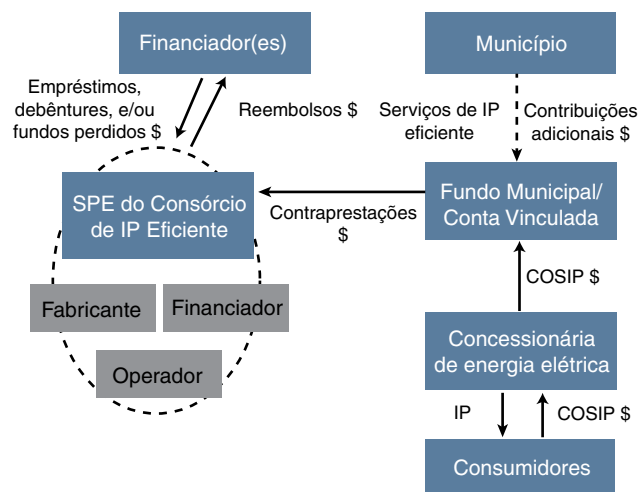 Financiador(es)
Município
Empréstimos,
debêntures, e/ou
fundos perdidos $
Reembolsos $
Serviços de IP
eficiente
Contribuições
adicionais $
SPE do Consórcio
de IP Eficiente
Contraprestações
$
Fundo Municipal/
Conta Vinculada
Fabricante
Financiador
Operador
COSIP $
Concessionária
de energia elétrica
IP
COSIP $
Consumidores